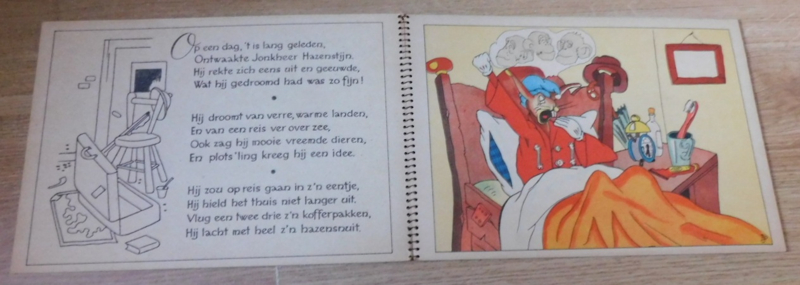 Op een dag, 't is lang geleden,
Ontwaakte Jonkheer Hazenstijn.
Hij rekte zich eens uit en geeuwde,
Wat hij gedroomd had was zo fijn!
Hij droomt van verre, warme landen,
En van een reis ver over zee,
Ook zag hij mooie vreemde dieren,
En plots'ling kreeg hij een idee.
Hij zou op reis gaan in z'n eentje,
Hij hield het thuis niet langer uit.
Vlug een twee drie z'n kofferpakken,
Hij lacht met heel z'n hazensnuit.